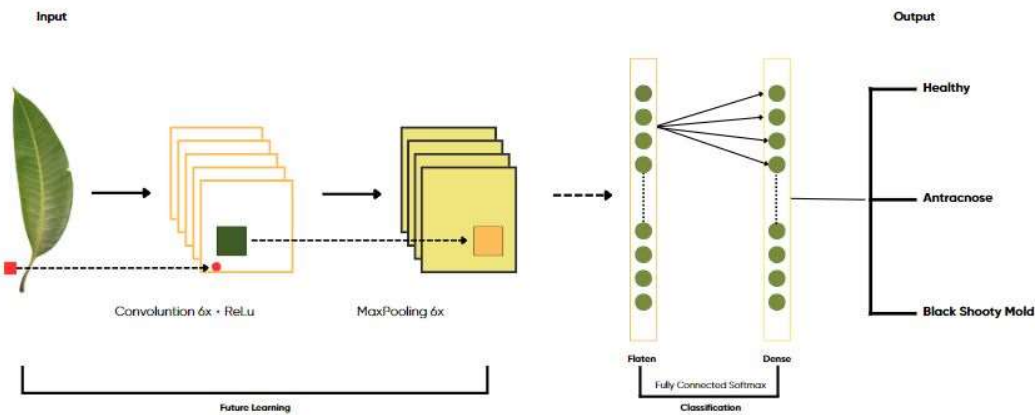 Input
Output
Healthy
Antracnose
Black Shooty Mold
Convoluntion 6x + ReLu
MaxPooling 6x
Flaten
Dense
Fully Connected Softmax
Future Learning
Classification